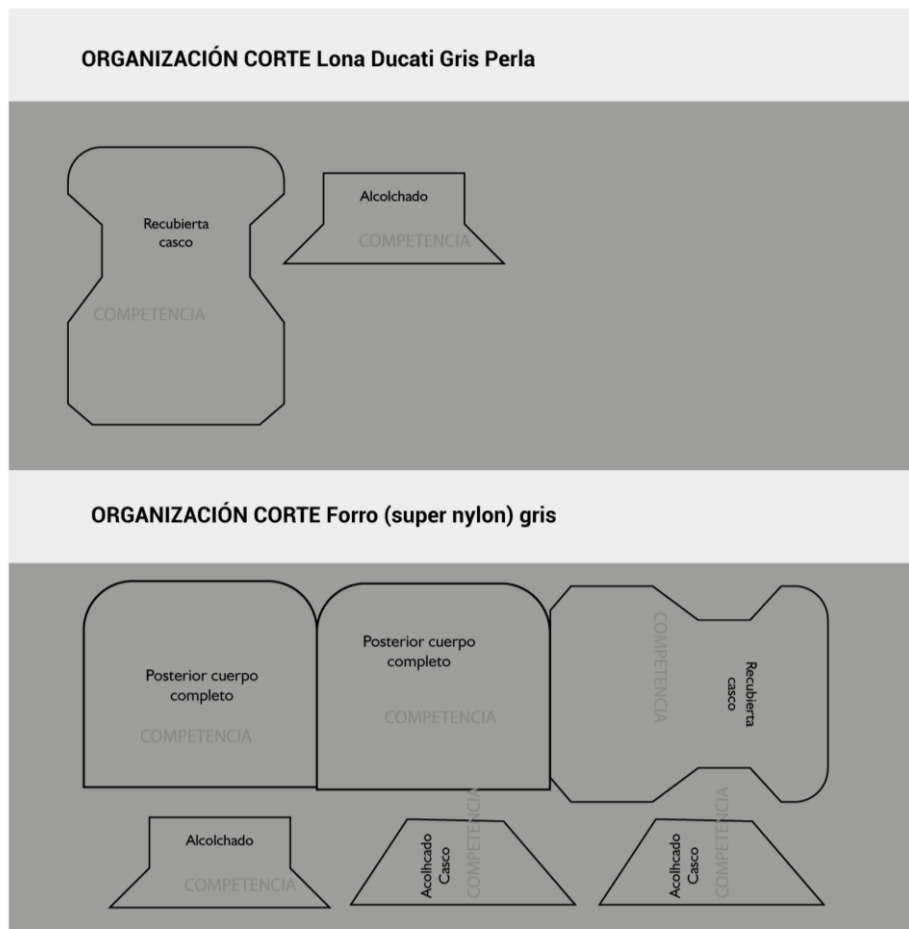 ORGANIZACIÓN CORTE Lona Ducati Gris Perla
Recubierta
casco
COMPETENCIA
Alcolchado
COMPETENCIA
ORGANIZACIÓN CORTE Forro (super nylon) gris
Posterior cuerpo
completo
COMPETENCIA
Posterior cuerpo
completo
COMPETENCIA
COMPETENCIA
Recubierta
casco
Alcolchado
COMPETENCIA
Acolhcado
Casco
COMPETENCIA
Acolhcado
Casco
COMPETENCIA